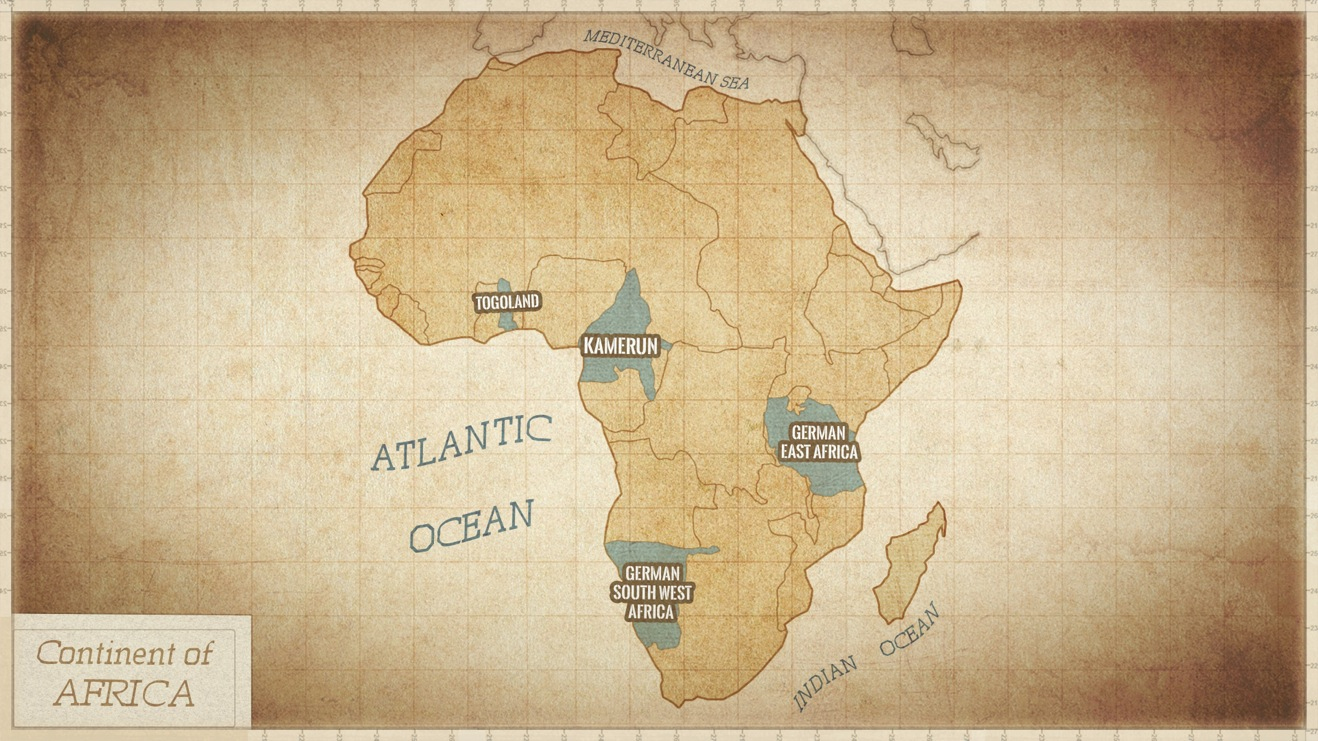 MEDITERRANEAN SEA
TOGOLAND
KAMERUN
ATLANTIC
OCEAN
GERMAN
EAST AFRICA
GERMAN
SOUTH WEST
AFRICA
INDIAN OCEAN
Continent of
AFRICA